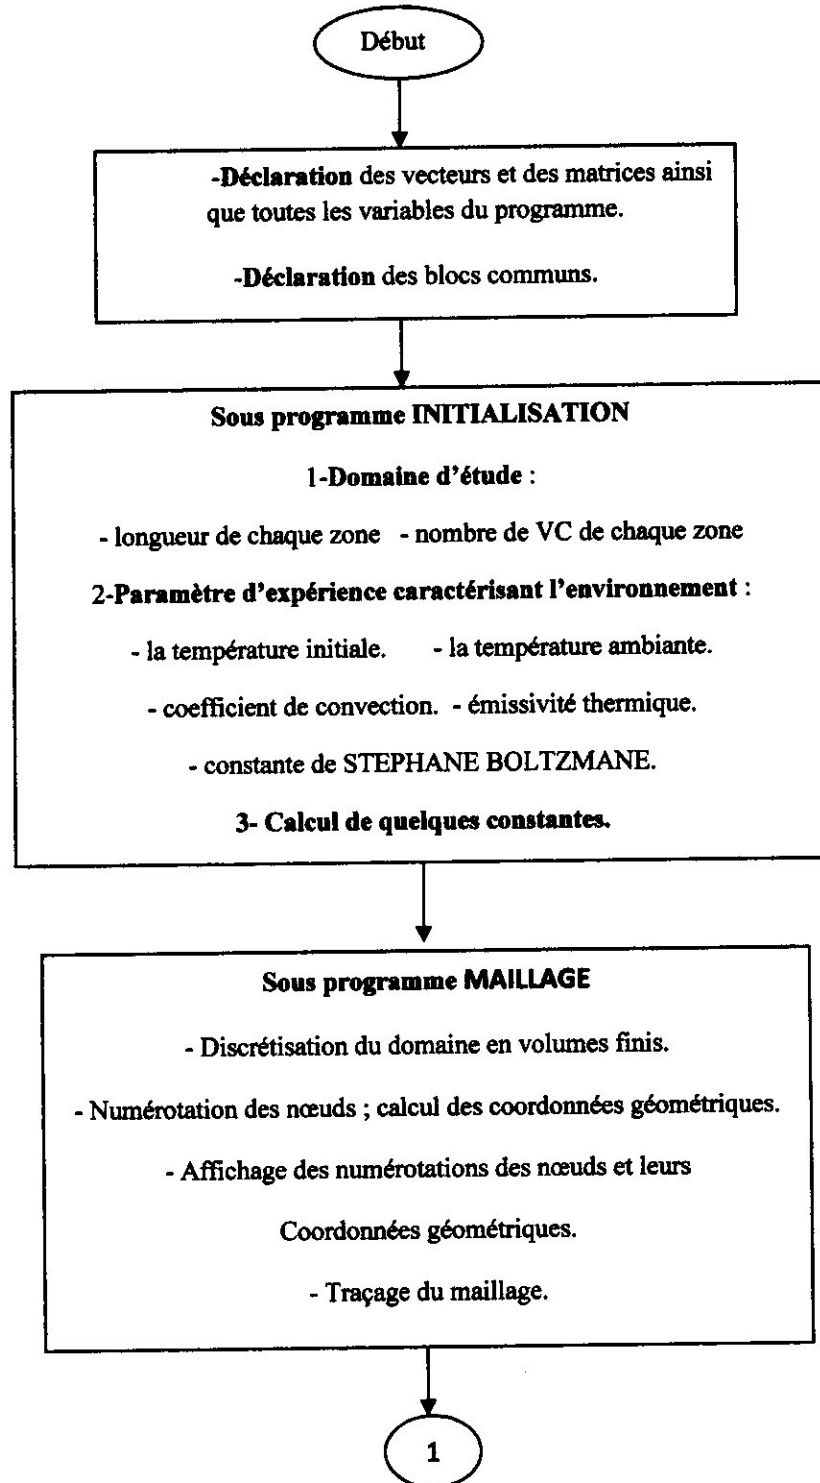 Début
-Déclaration des vecteurs et des matrices ainsi
que toutes les variables du programme.
-Déclaration des blocs communs.
Sous programme INITIALISATION
1-Domaine d'étude :
- longueur de chaque zone - nombre de VC de chaque zone
2-Paramètre d'expérience caractérisant l'environnement :
- la température initiale. - la température ambiante.
- coefficient de convection. - émissivité thermique.
- constante de STEPHANE BOLTZMANE.
3- Calcul de quelques constantes.
Sous programme MAILLAGE
- Discrétisation du domaine en volumes finis.
- Numérotation des nœuds ; calcul des coordonnées géométriques.
- Affichage des numérotations des nœuds et leurs
Coordonnées géométriques.
- Traçage du maillage.
1